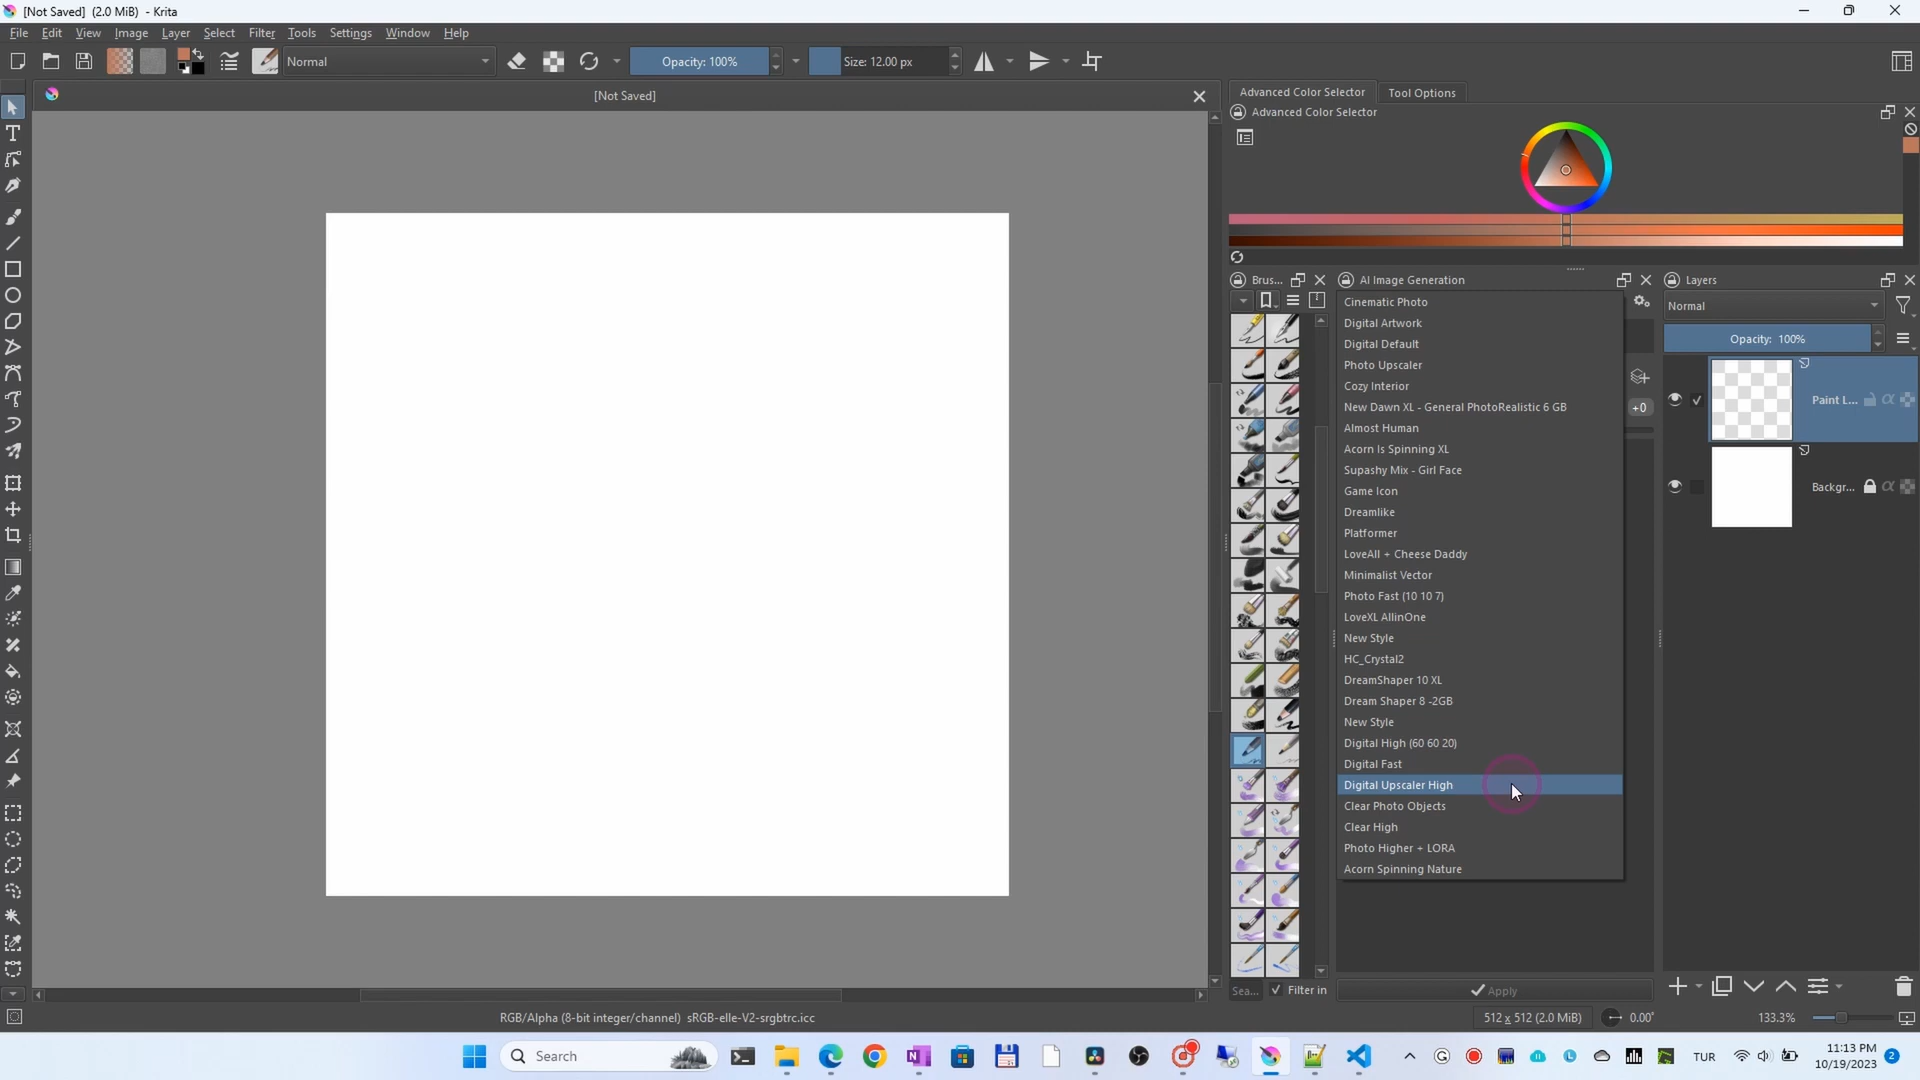 [Not Saved] (2.0 MiB) - Krita
File Edit View Image Layer Select Filter Tools Settings Window Help
Normal Opacity: 100% Size: 12.00 px
[Not Saved]
Advanced Color Selector Tool Options
Advanced Color Selector
Brus... AI Image Generation Layers
Cinematic Photo
Normal
Digital Artwork
Digital Default
Opacity: 100%
Photo Upscaler
Cozy Interior
New Dawn XL - General PhotoRealistic 6 GB
+0
Paint L...
Almost Human
Acorn Is Spinning XL
Supashy Mix - Girl Face
Game Icon
Backgr...
Dreamlike
Platformer
LoveAll + Cheese Daddy
Minimalist Vector
Photo Fast (10 10 7)
LoveXL AllinOne
New Style
HC_Crystal2
DreamShaper 10 XL
Dream Shaper 8 -2GB
New Style
Digital High (60 60 20)
Digital Fast
Digital Upscaler High
Clear Photo Objects
Clear High
Photo Higher + LORA
Acorn Spinning Nature
Sea... Filter in Apply
RGB/Alpha (8-bit integer/channel) sRGB-elle-V2-srgbtrc.icc
512 x 512 (2.0 MiB) 0.00° 133.3%
Search
TUR
11:13 PM
10/19/2023
2